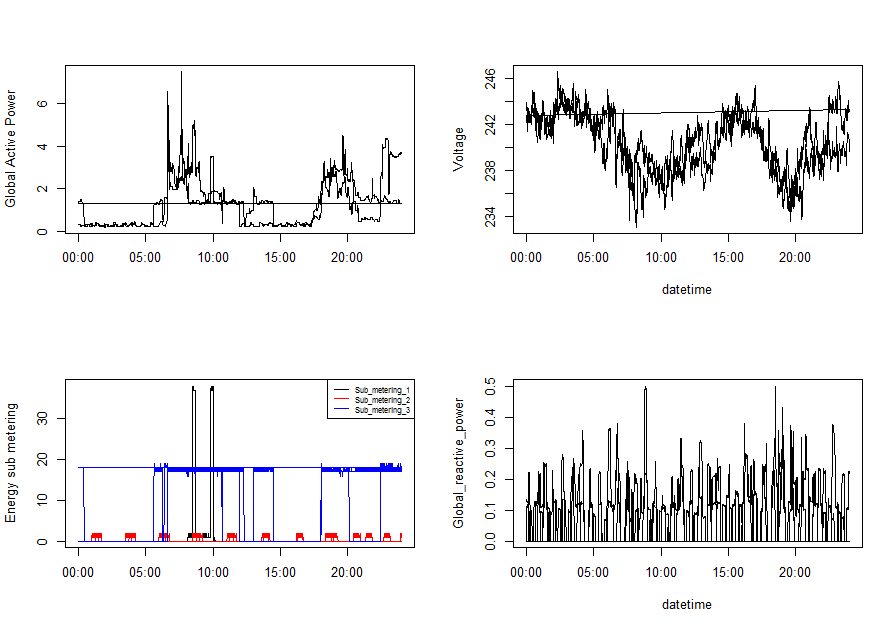 Global Active Power
6
4
2
0
00:00 05:00 10:00 15:00 20:00
Voltage
246
242
238
234
00:00 05:00 10:00 15:00 20:00
datetime
Energy sub metering
30
20
10
0
Sub_metering_1
Sub_metering_2
Sub_metering_3
00:00 05:00 10:00 15:00 20:00
Global_reactive_power
0.5
0.4
0.3
0.2
0.1
0.0
00:00 05:00 10:00 15:00 20:00
datetime